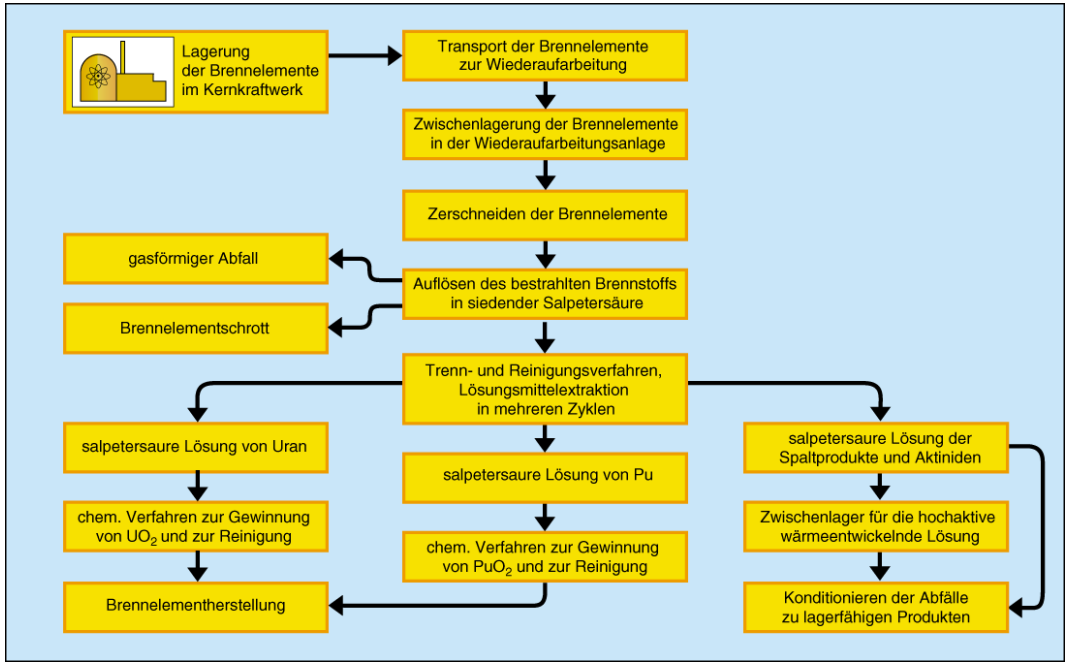 Lagerung
der Brennelemente
im Kernkraftwerk
Transport der Brennelemente
zur Wiederaufarbeitung
Zwischenlagerung der Brennelemente
in der Wiederaufarbeitungsanlage
Zerschneiden der Brennelemente
gasförmiger Abfall
Auflösen des bestrahlten Brennstoffs
in siedender Salpetersäure
Brennelementschrott
Trenn- und Reinigungsverfahren,
Lösungsmittelextraktion
in mehreren Zyklen
salpetersaure Lösung von Uran
salpetersaure Lösung von Pu
salpetersaure Lösung der
Spaltprodukte und Aktiniden
chem. Verfahren zur Gewinnung
von UO₂ und zur Reinigung
chem. Verfahren zur Gewinnung
von PuO₂ und zur Reinigung
Zwischenlager für die hochaktive
wärmeentwickelnde Lösung
Brennelementherstellung
Konditionieren der Abfälle
zu lagerfähigen Produkten